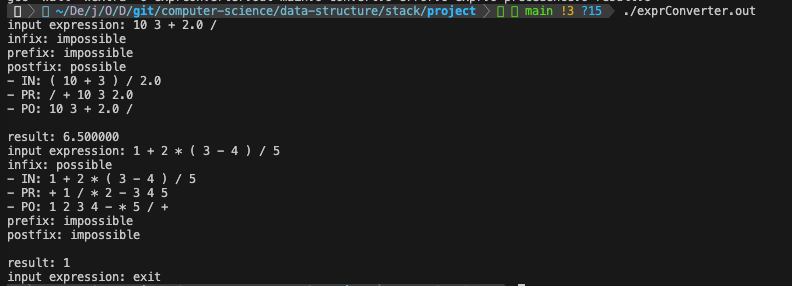 ~/De/j/O/D/git/computer-science/data-structure/stack/project main !3 ?15 ./exprConverter.out
input expression: 10 3 + 2.0 /
infix: impossible
prefix: impossible
postfix: possible
- IN: ( 10 + 3 ) / 2.0
- PR: / + 10 3 2.0
- PO: 10 3 + 2.0 /
result: 6.500000
input expression: 1 + 2 * ( 3 - 4 ) / 5
infix: possible
- IN: 1 + 2 * ( 3 - 4 ) / 5
- PR: + 1 / * 2 - 3 4 5
- PO: 1 2 3 4 - * 5 / +
prefix: impossible
postfix: impossible
result: 1
input expression: exit